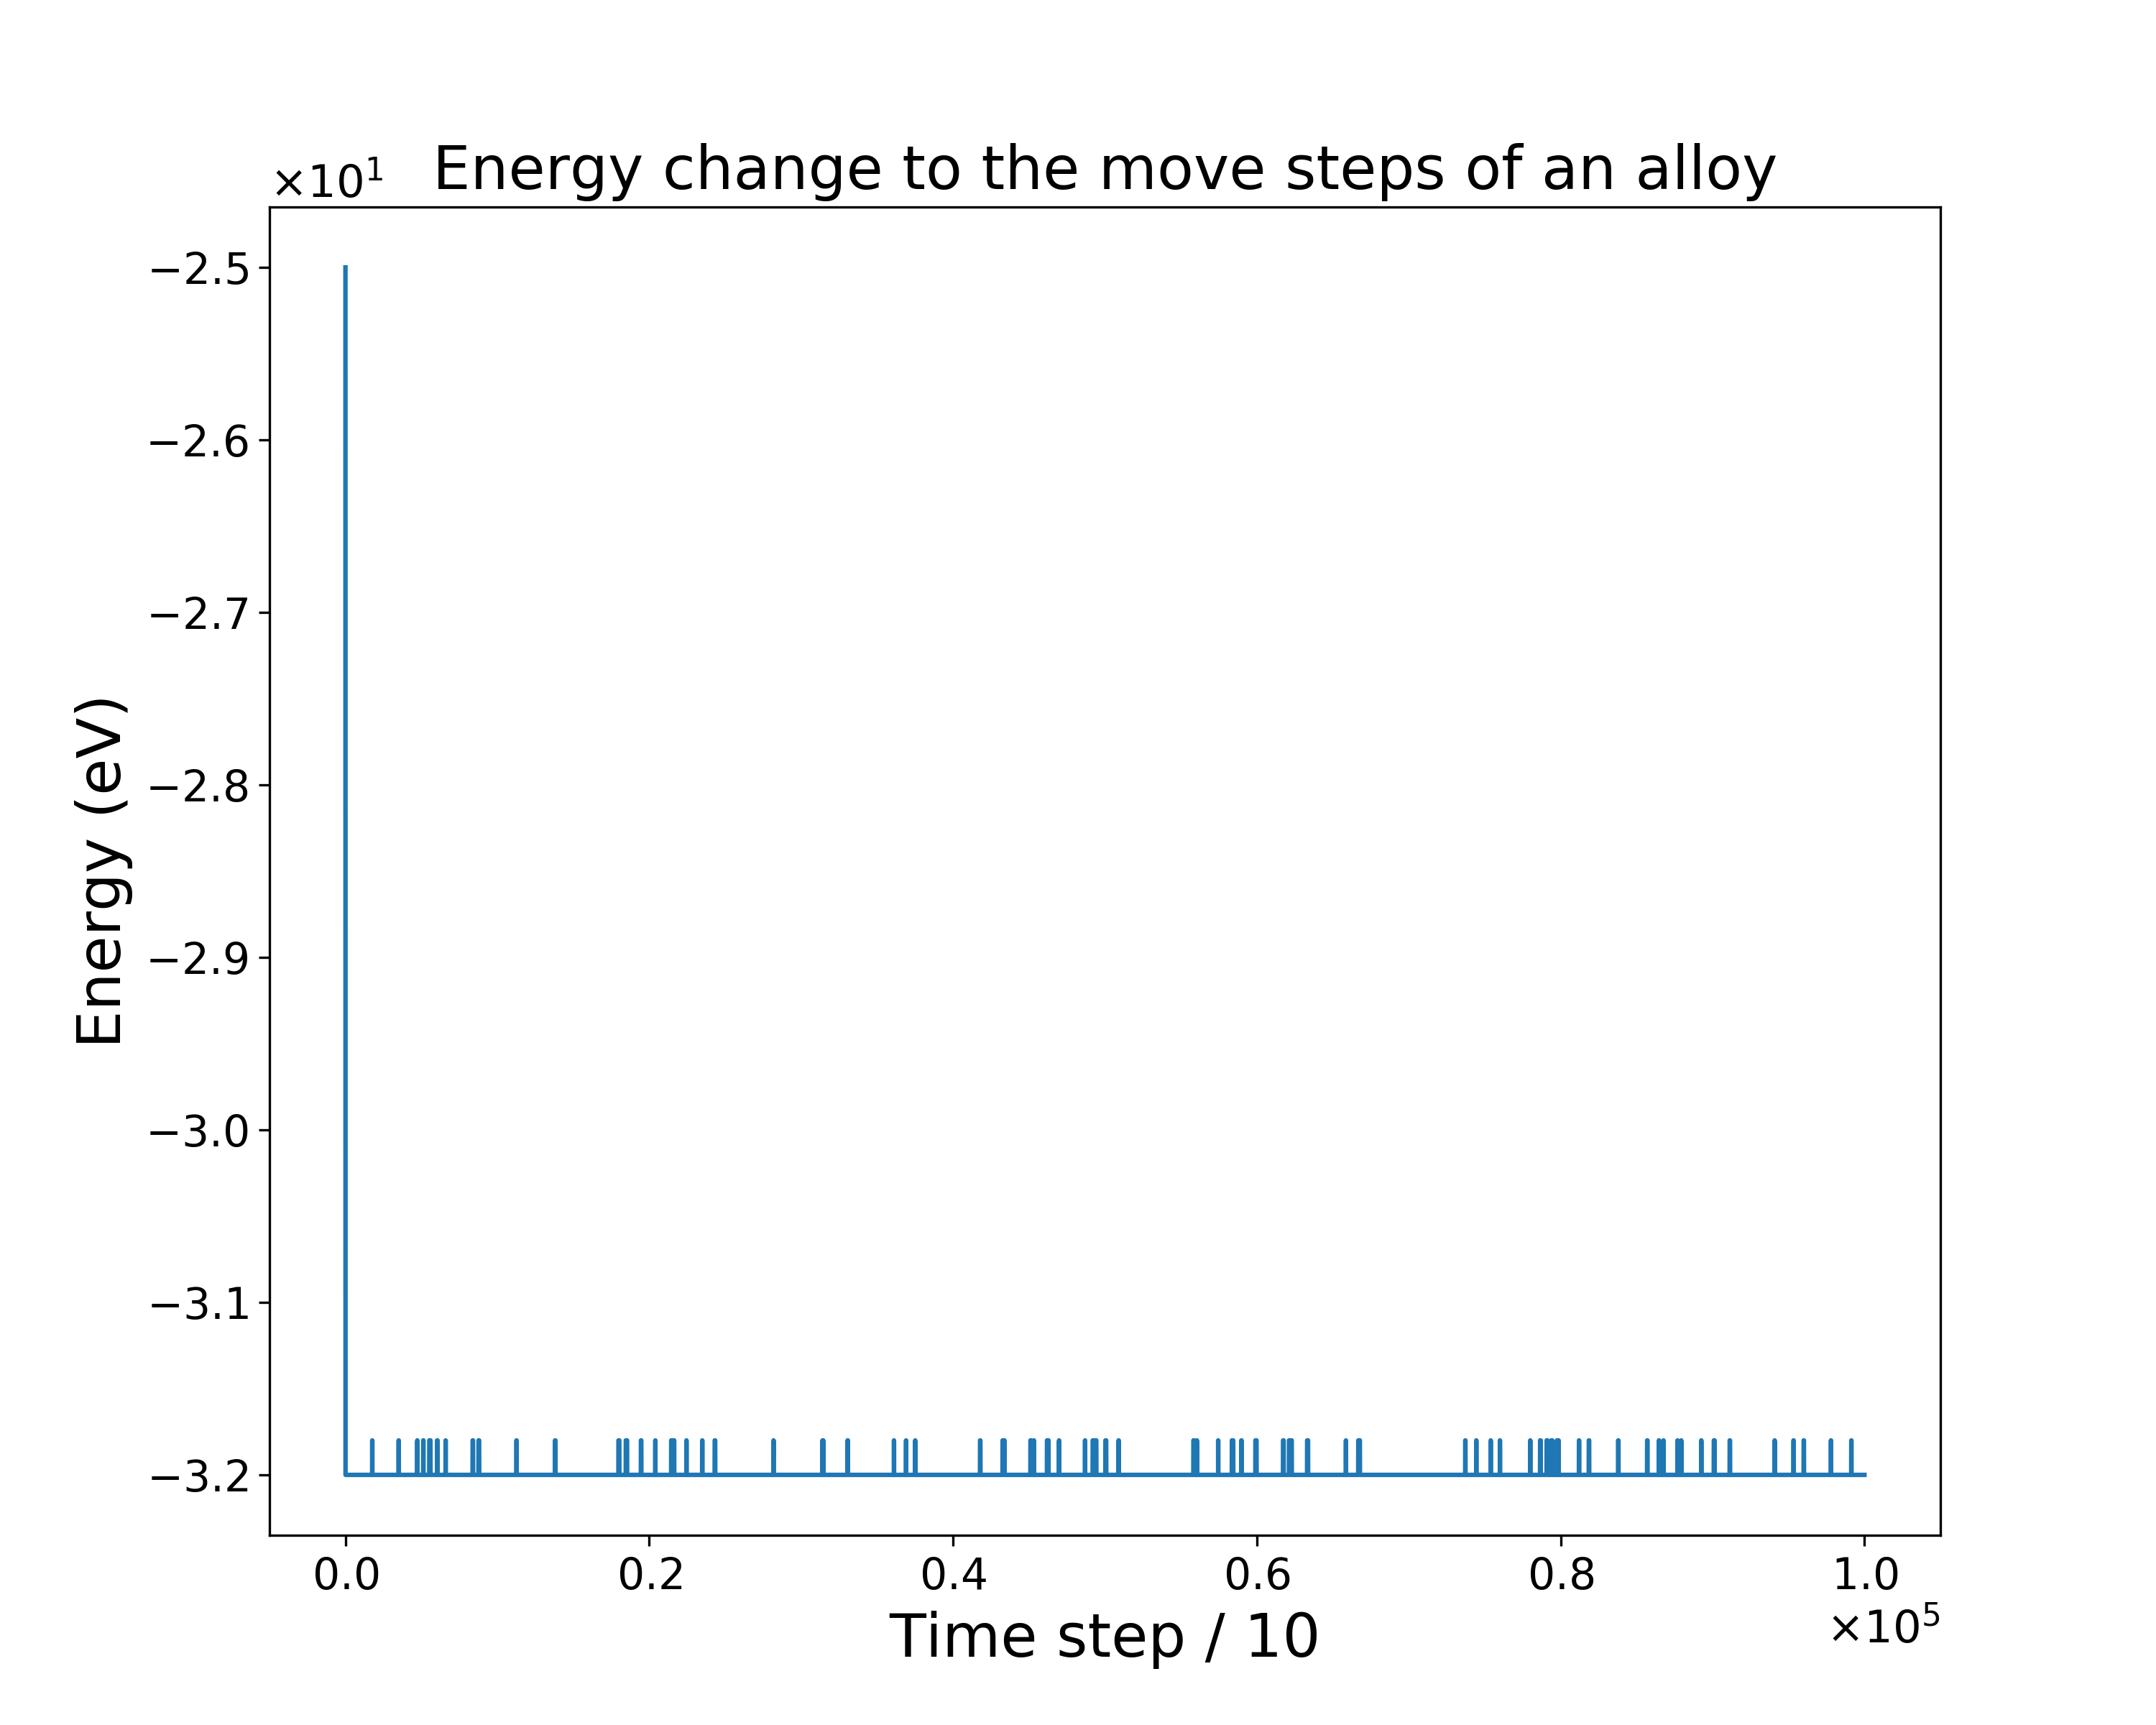 ×10¹
Energy change to the move steps of an alloy
−2.5
−2.6
−2.7
−2.8
−2.9
−3.0
−3.1
−3.2
Energy (eV)
0.0 0.2 0.4 0.6 0.8 1.0
Time step / 10
×10⁵